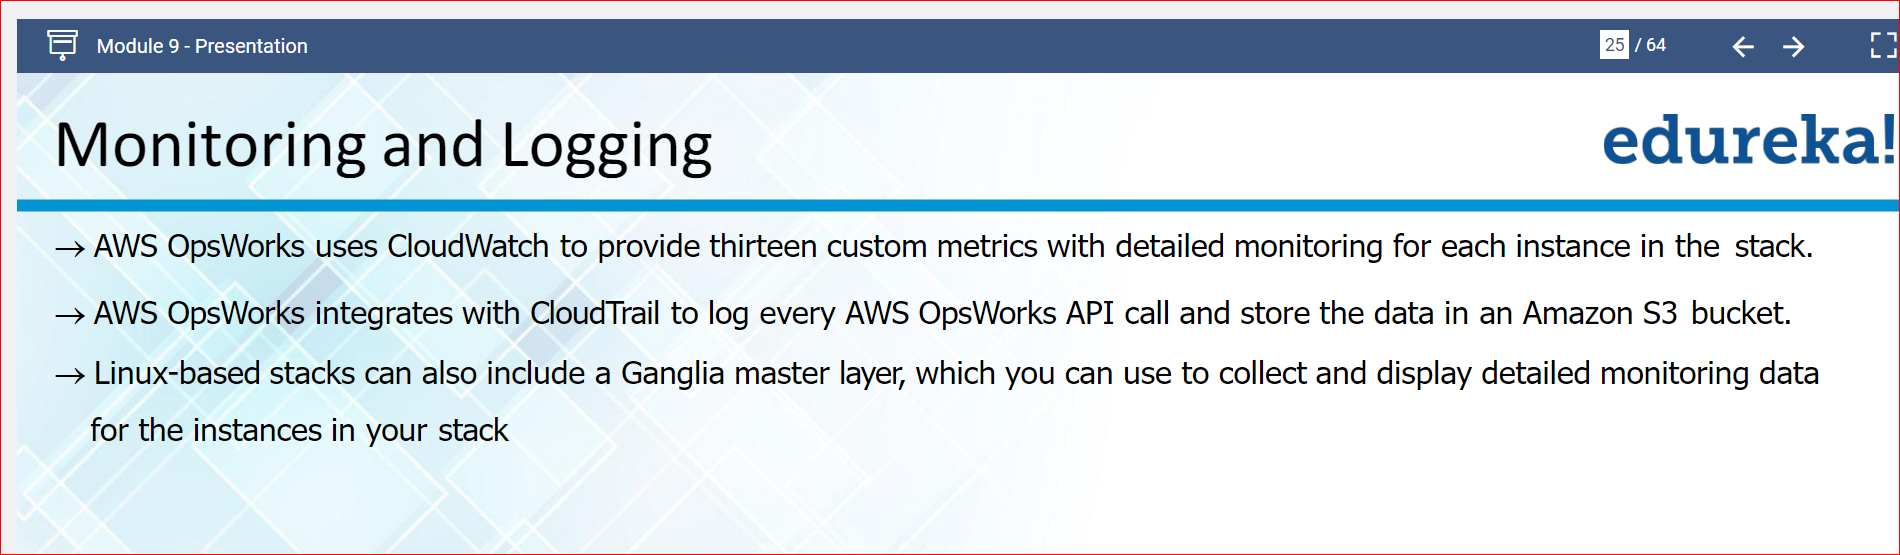 Module 9 - Presentation
25 / 64
Monitoring and Logging
edureka!
→ AWS OpsWorks uses CloudWatch to provide thirteen custom metrics with detailed monitoring for each instance in the stack.
→ AWS OpsWorks integrates with CloudTrail to log every AWS OpsWorks API call and store the data in an Amazon S3 bucket.
→ Linux-based stacks can also include a Ganglia master layer, which you can use to collect and display detailed monitoring data
for the instances in your stack